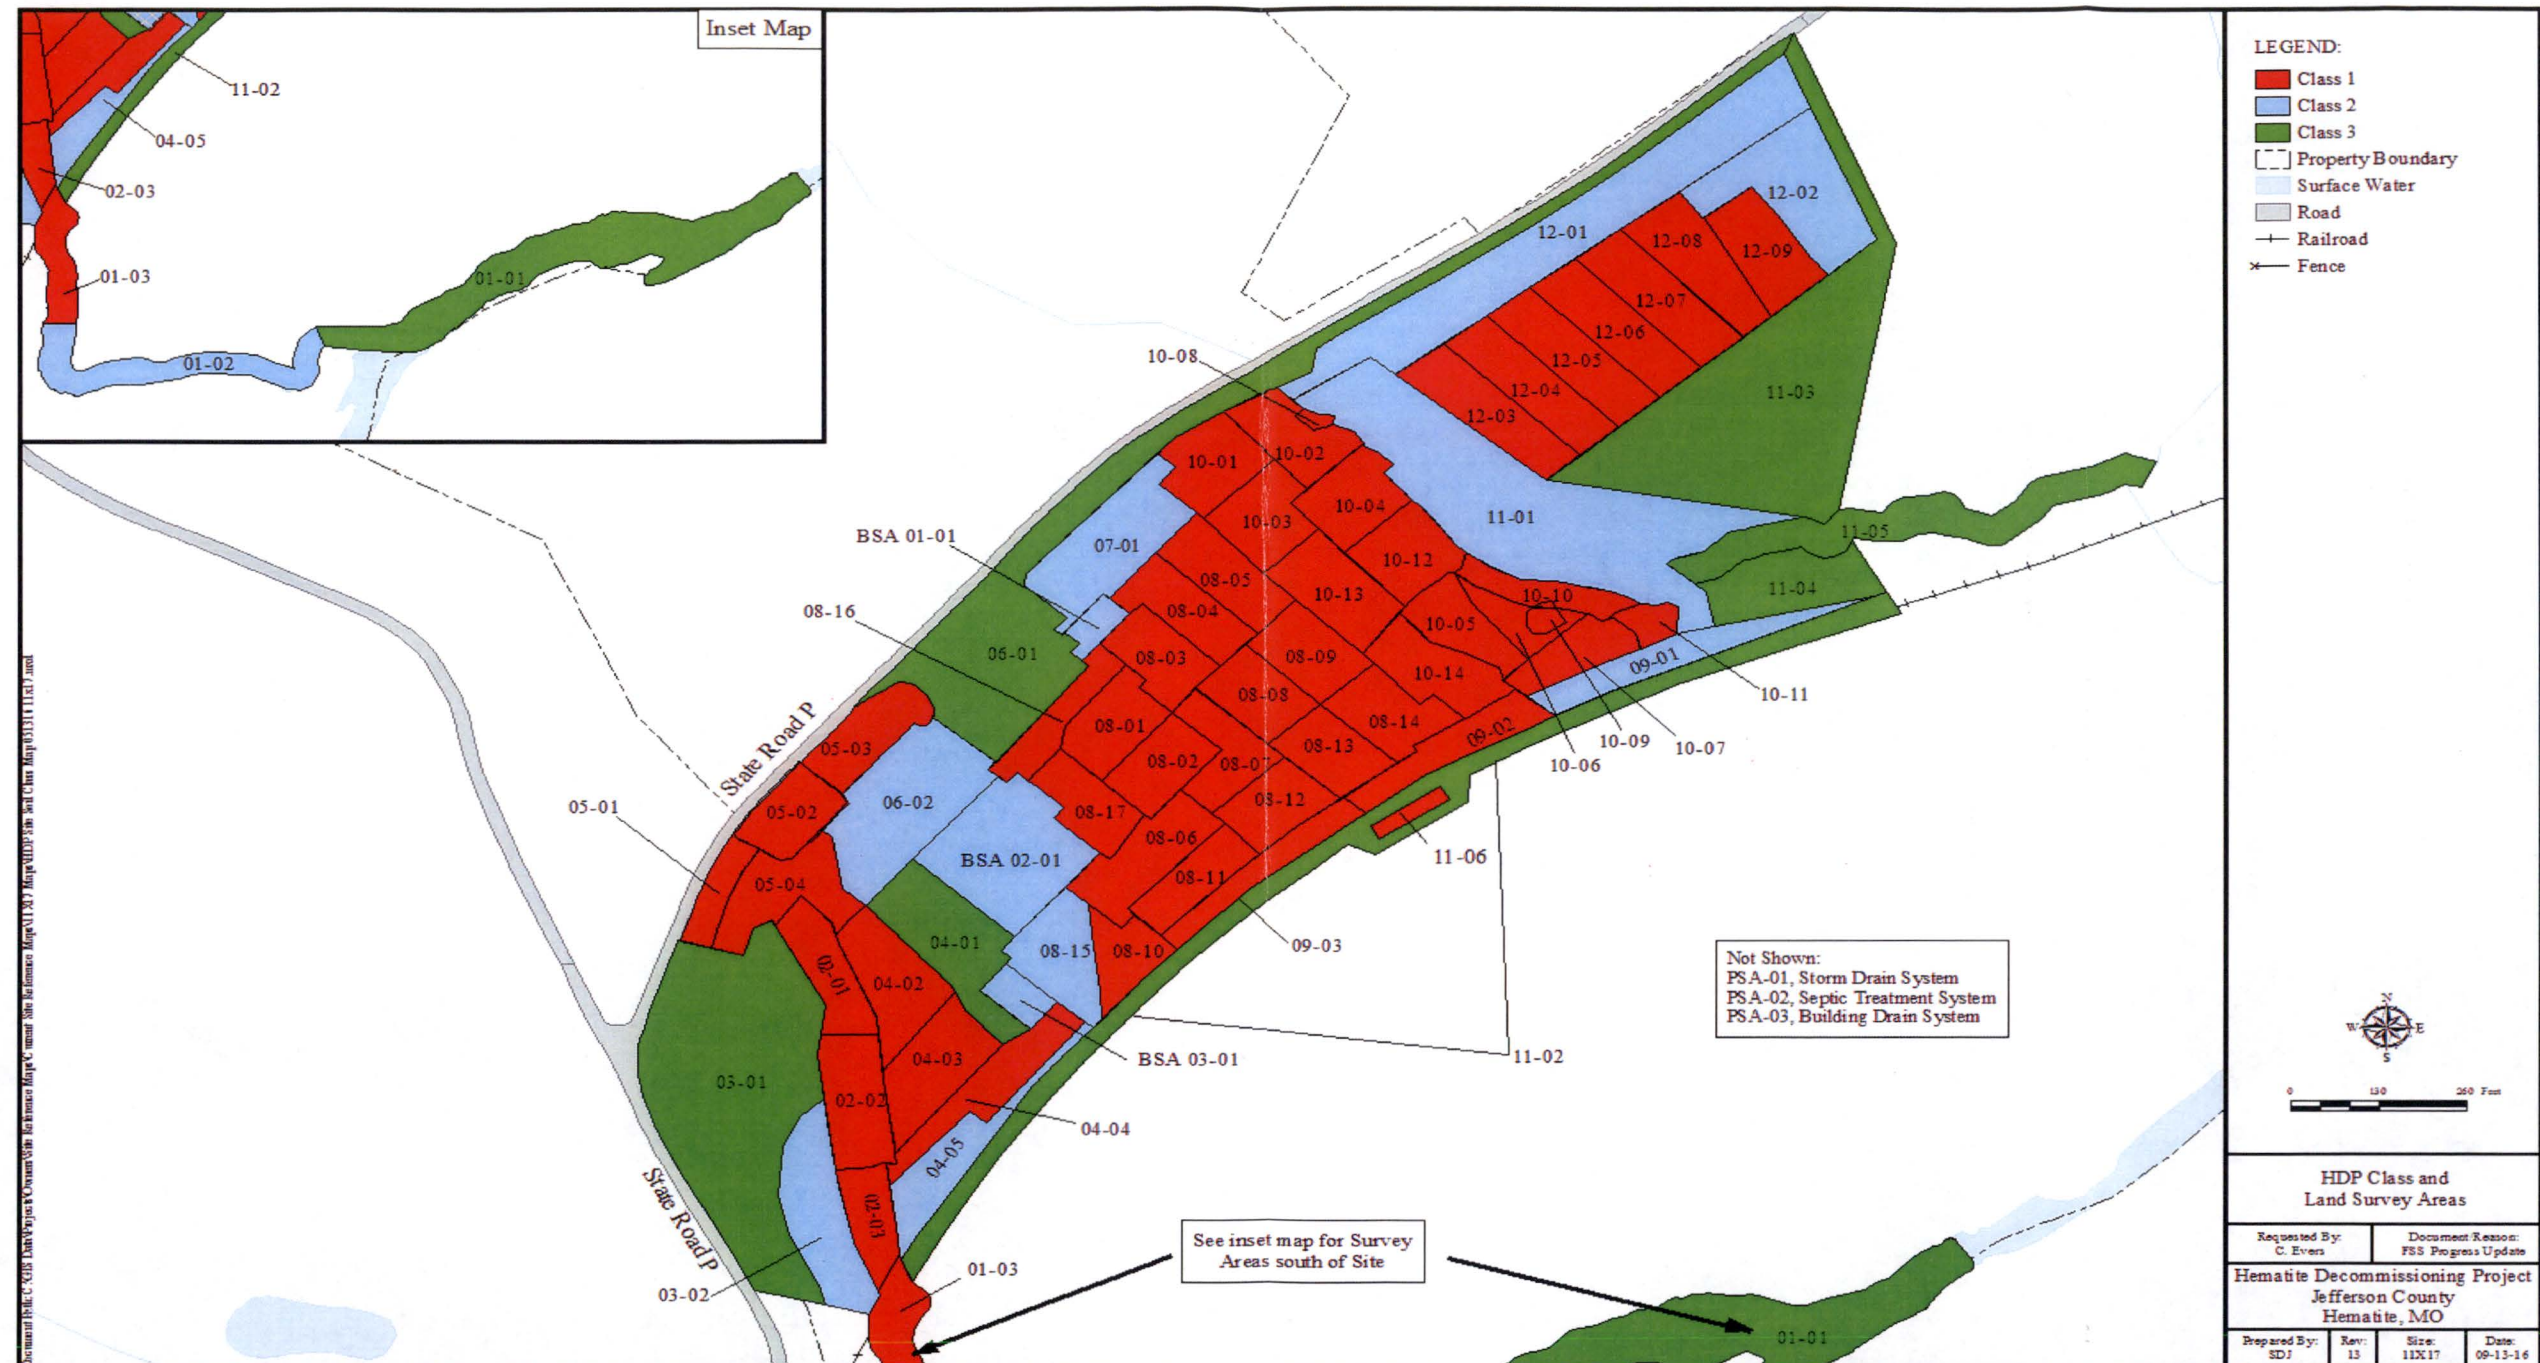 Inset Map
11-02
04-05
02-03
01-03
01-01
01-02
LEGEND:
Class 1
Class 2
Class 3
Property Boundary
Surface Water
Road
Railroad
Fence
12-02
12-01
12-08
12-09
12-07
12-06
12-05
12-04
12-03
11-03
10-08
10-01
10-02
10-04
10-03
11-01
11-05
11-04
BSA 01-01
07-01
10-12
08-05
10-13
10-10
08-16
08-04
10-05
06-01
08-03
08-09
10-14
09-01
10-11
08-08
08-01
08-14
09-02
10-09
10-07
10-06
State Road P
05-03
08-02
08-07
08-13
05-01
05-02
06-02
08-17
08-12
08-06
11-06
BSA 02-01
05-04
08-11
04-01
08-15
08-10
09-03
02-01
04-02
Not Shown:
PSA-01, Storm Drain System
PSA-02, Septic Treatment System
PSA-03, Building Drain System
03-01
04-03
BSA 03-01
11-02
02-02
04-04
04-05
State Road P
02-03
03-02
01-03
See inset map for Survey
Areas south of Site
01-01
N
W E
S
0 130 260 Feet
HDP Class and
Land Survey Areas
Requested By:
C. Evers
Document/Reason:
FSS Progress Update
Hematite Decommissioning Project
Jefferson County
Hematite, MO
Prepared By:
SDJ
Rev:
13
Size:
11X17
Date:
09-13-16